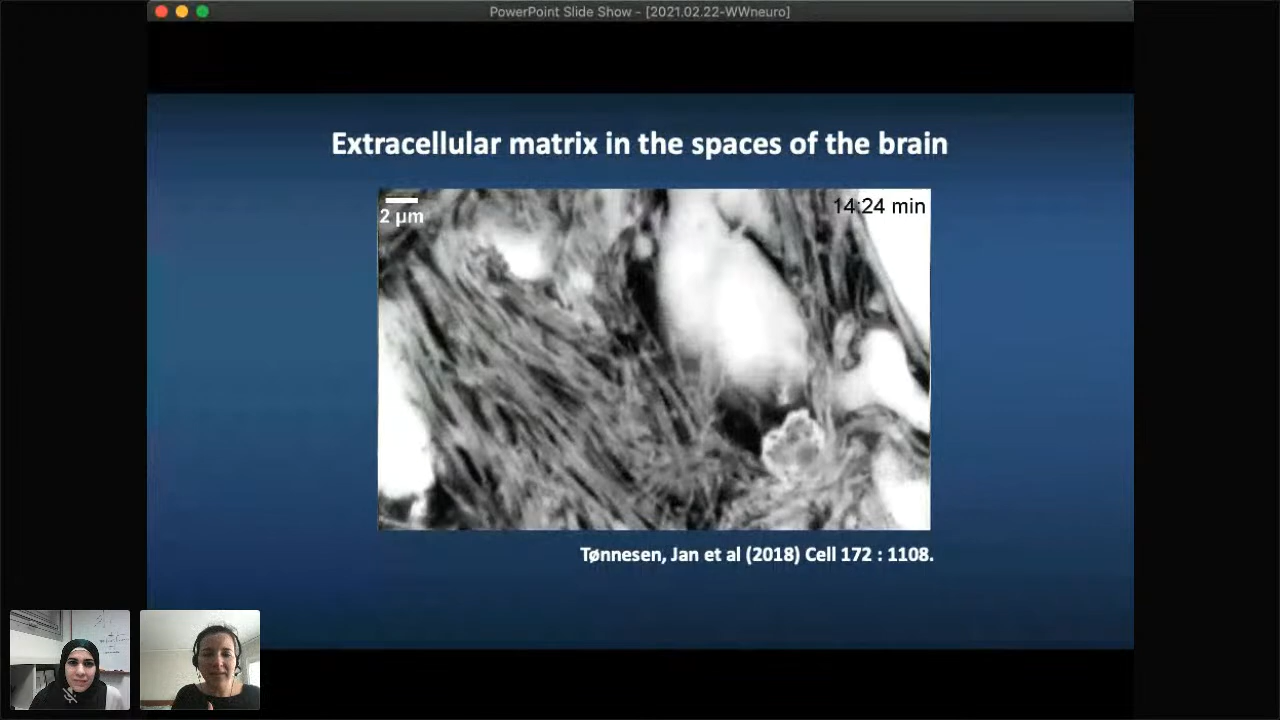 PowerPoint Slide Show - [2021.02.22-WWneuro]
Extracellular matrix in the spaces of the brain
2 µm
14:24 min
Tønnesen, Jan et al (2018) Cell 172 : 1108.